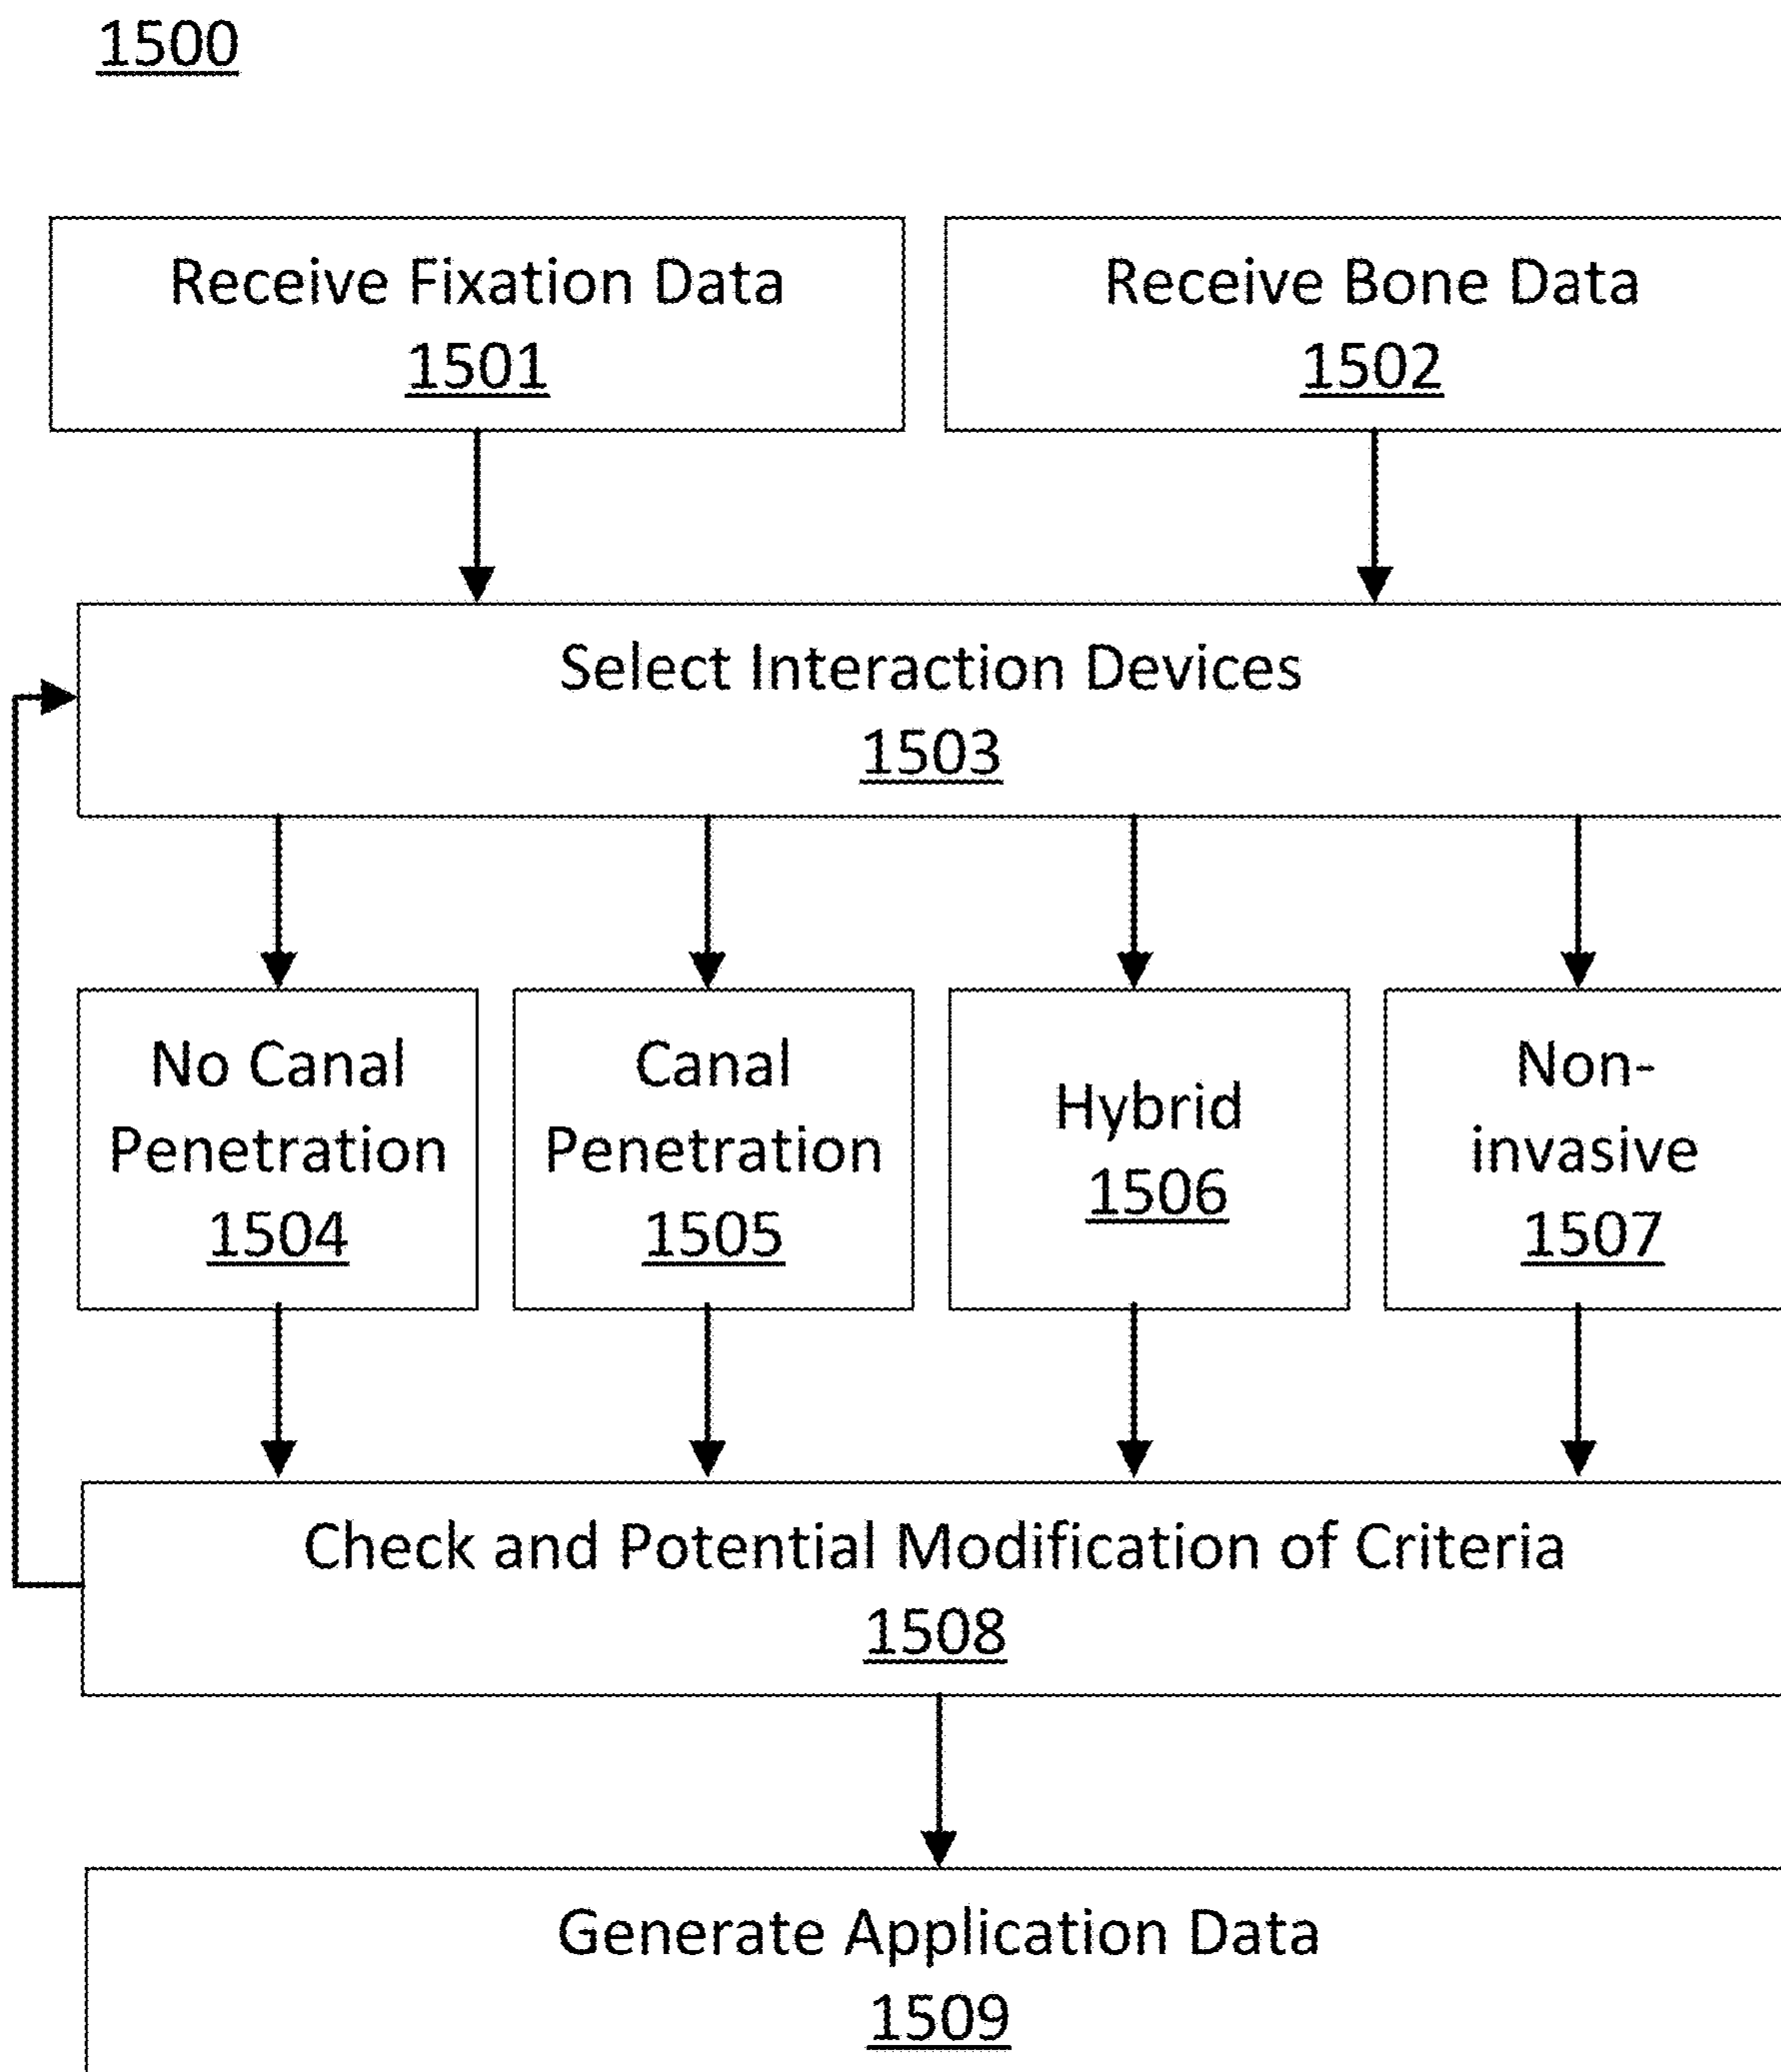 1500
Receive Fixation Data
1501
Receive Bone Data
1502
Select Interaction Devices
1503
No Canal
Penetration
1504
Canal
Penetration
1505
Hybrid
1506
Non-
invasive
1507
Check and Potential Modification of Criteria
1508
Generate Application Data
1509